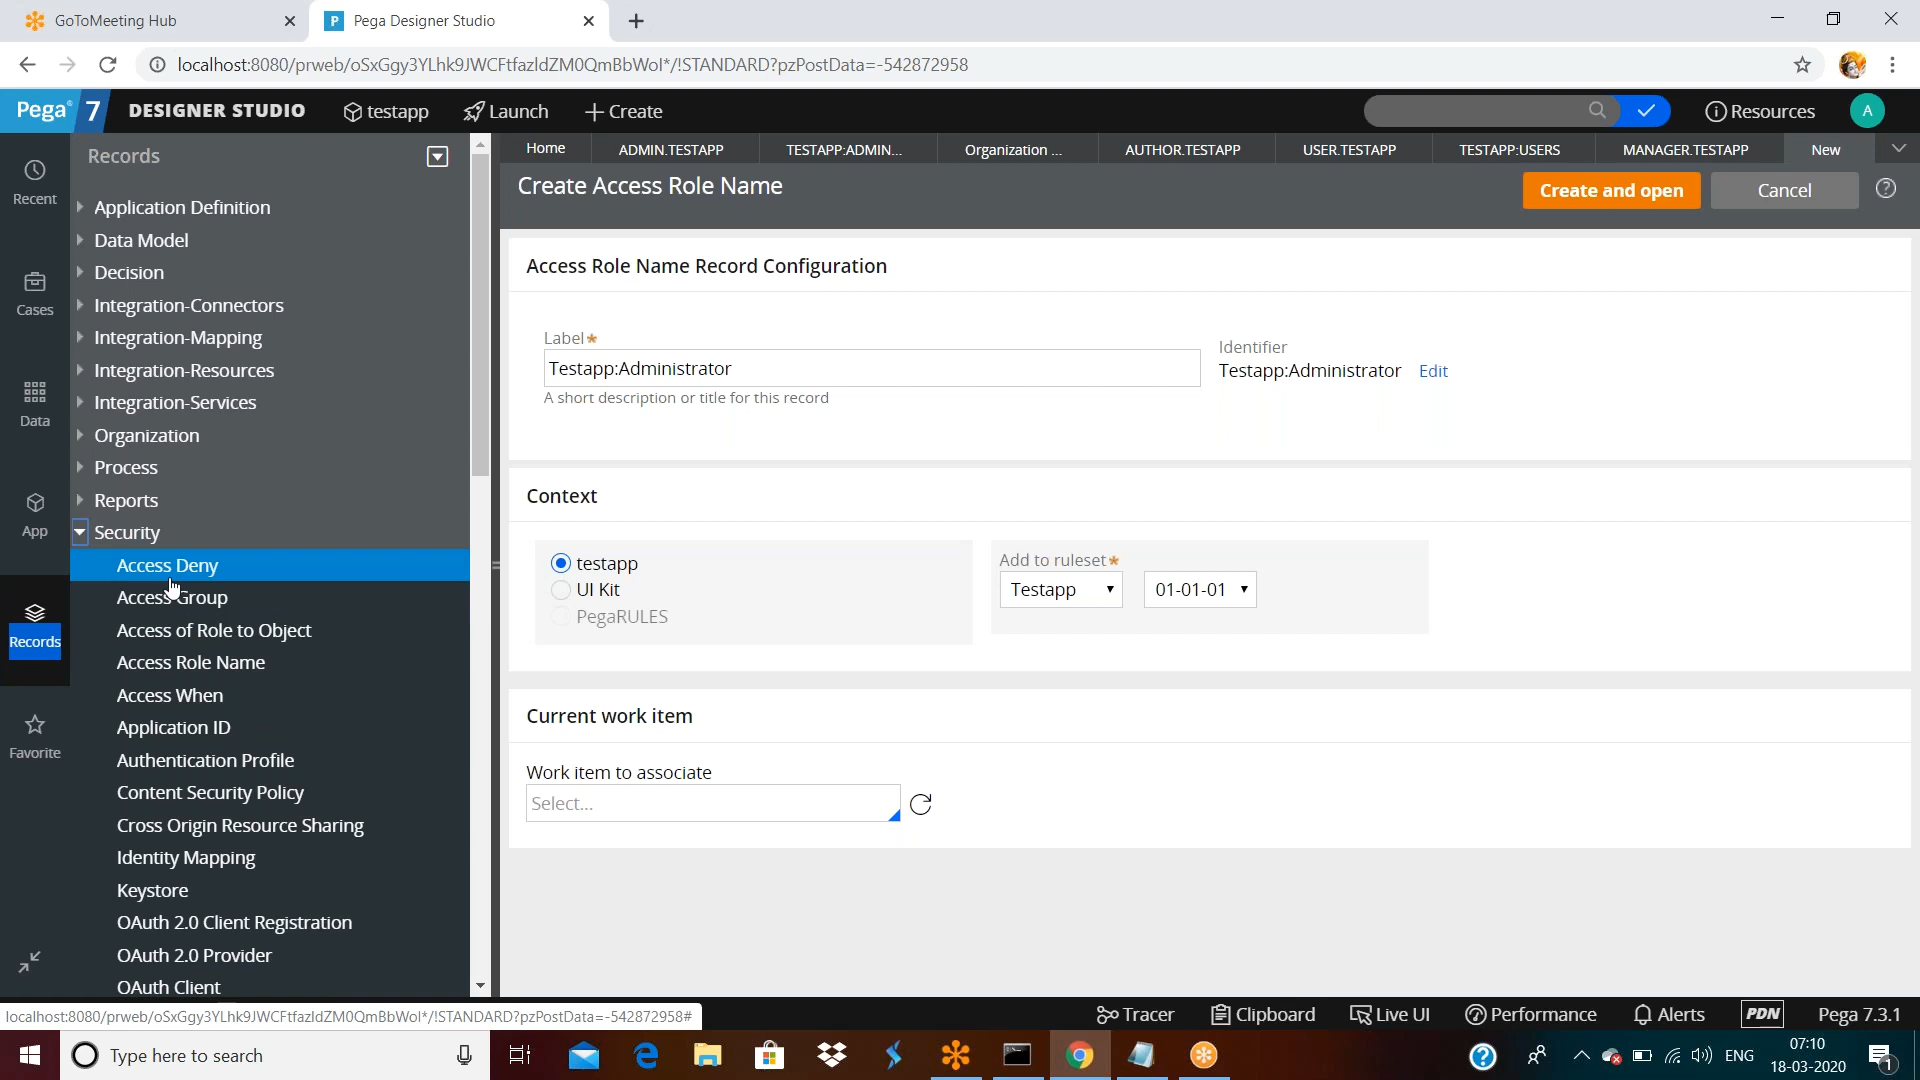 GoToMeeting Hub
Pega Designer Studio
localhost:8080/prweb/oSxGgy3YLhk9JWCFtfazldZM0QmBbWol*/!STANDARD?pzPostData=-542872958
Pega 7 DESIGNER STUDIO testapp Launch Create Resources A
Records
Home ADMIN.TESTAPP TESTAPP:ADMIN... Organization ... AUTHOR.TESTAPP USER.TESTAPP TESTAPP:USERS MANAGER.TESTAPP New
Create Access Role Name
Create and open Cancel
Recent
Cases
Data
App
Records
Favorite
Application Definition
Data Model
Decision
Integration-Connectors
Integration-Mapping
Integration-Resources
Integration-Services
Organization
Process
Reports
Security
Access Deny
Access Group
Access of Role to Object
Access Role Name
Access When
Application ID
Authentication Profile
Content Security Policy
Cross Origin Resource Sharing
Identity Mapping
Keystore
OAuth 2.0 Client Registration
OAuth 2.0 Provider
OAuth Client
Access Role Name Record Configuration
Label*
Testapp:Administrator
A short description or title for this record
Identifier
Testapp:Administrator Edit
Context
testapp
UI Kit
PegaRULES
Add to ruleset*
Testapp 01-01-01
Current work item
Work item to associate
Select...
localhost:8080/prweb/oSxGgy3YLhk9JWCFtfazldZM0QmBbWol*/!STANDARD?pzPostData=-542872958#
Tracer Clipboard Live UI Performance Alerts PDN Pega 7.3.1
Type here to search
ENG
07:10
18-03-2020
1